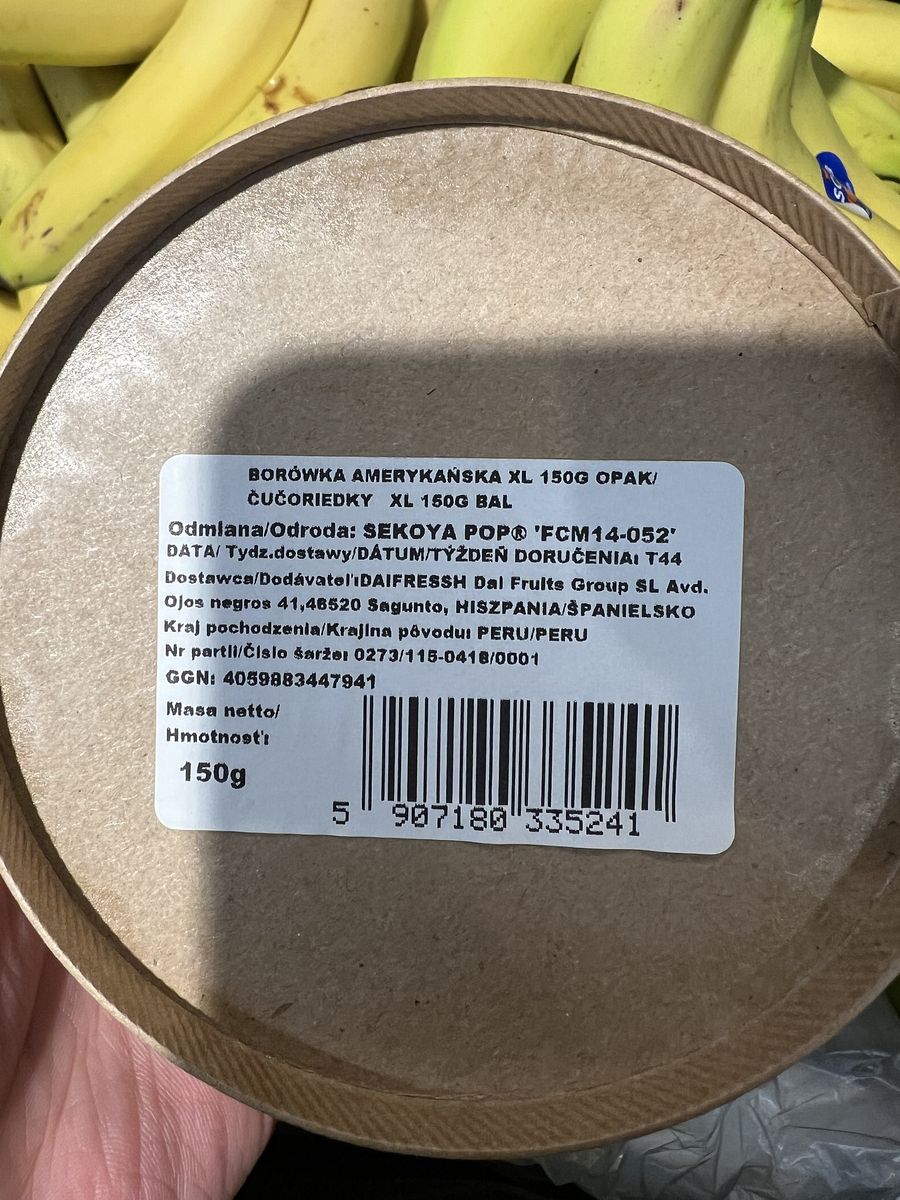 BORÓWKA AMERYKAŃSKA XL 150G OPAK/
ČUČORIEDKY XL 150G BAL
Odmiana/Odroda: SEKOYA POP® 'FCM14-052'
DATA/ Tydz.dostawy/DÁTUM/TÝŽDEŇ DORUČENIA: T44
Dostawca/Dodávateľ:DAIFRESSH Dal Fruits Group SL Avd.
Ojos negros 41,46520 Sagunto, HISZPANIA/ŠPANIELSKO
Kraj pochodzenia/Krajina pôvodu: PERU/PERU
Nr partii/Číslo šarže: 0273/115-0418/0001
GGN: 4059883447941
Masa netto/
Hmotnosť:
150g
5 907180 335241